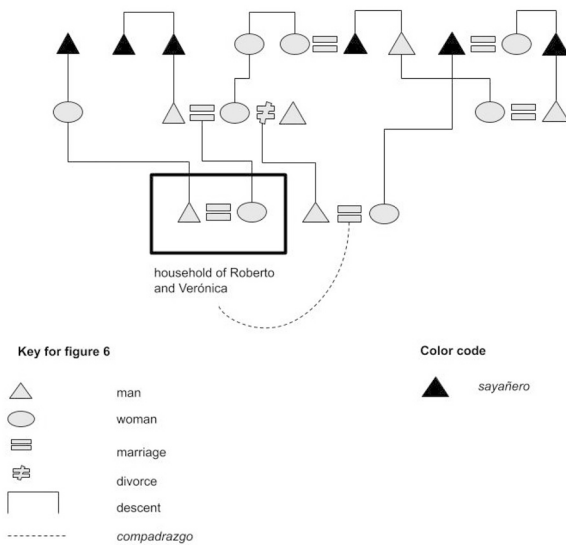 household of Roberto
and Verónica
Key for figure 6
Color code
man
sayañero
woman
marriage
divorce
descent
compadrazgo